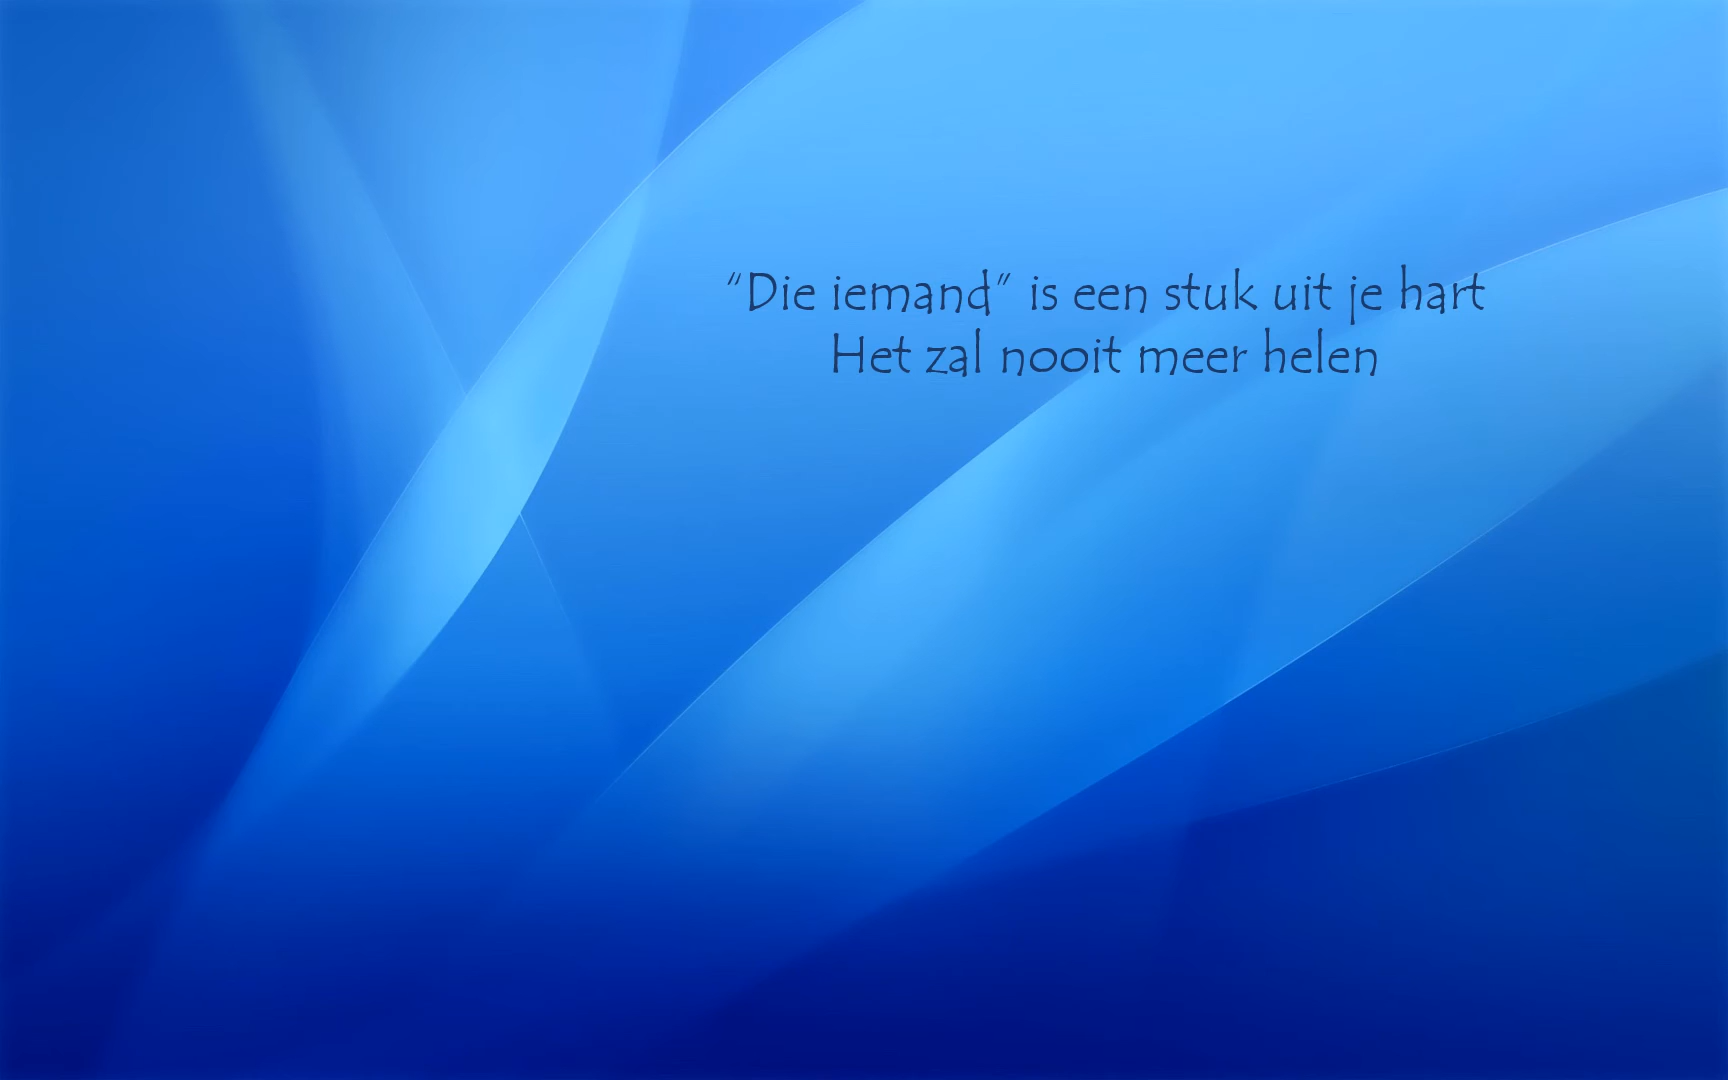 “Die iemand” is een stuk uit je hart
Het zal nooit meer helen